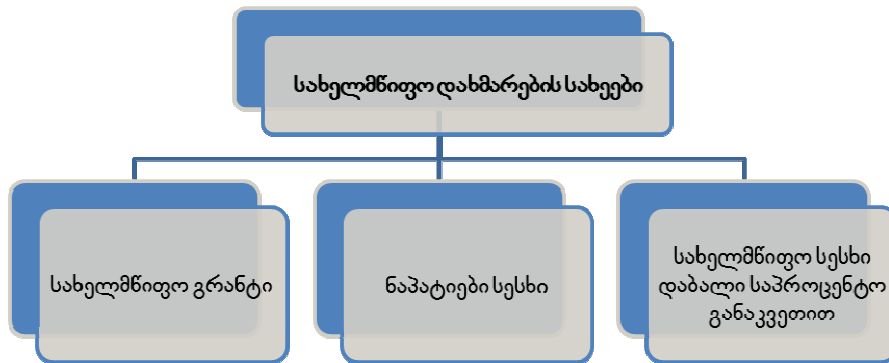 სახელმწიფო დახმარების სახეები
სახელმწიფო გრანტი
ნაპატიები სესხი
სახელმწიფო სესხი
დაბალი საპროცენტო
განაკვეთით